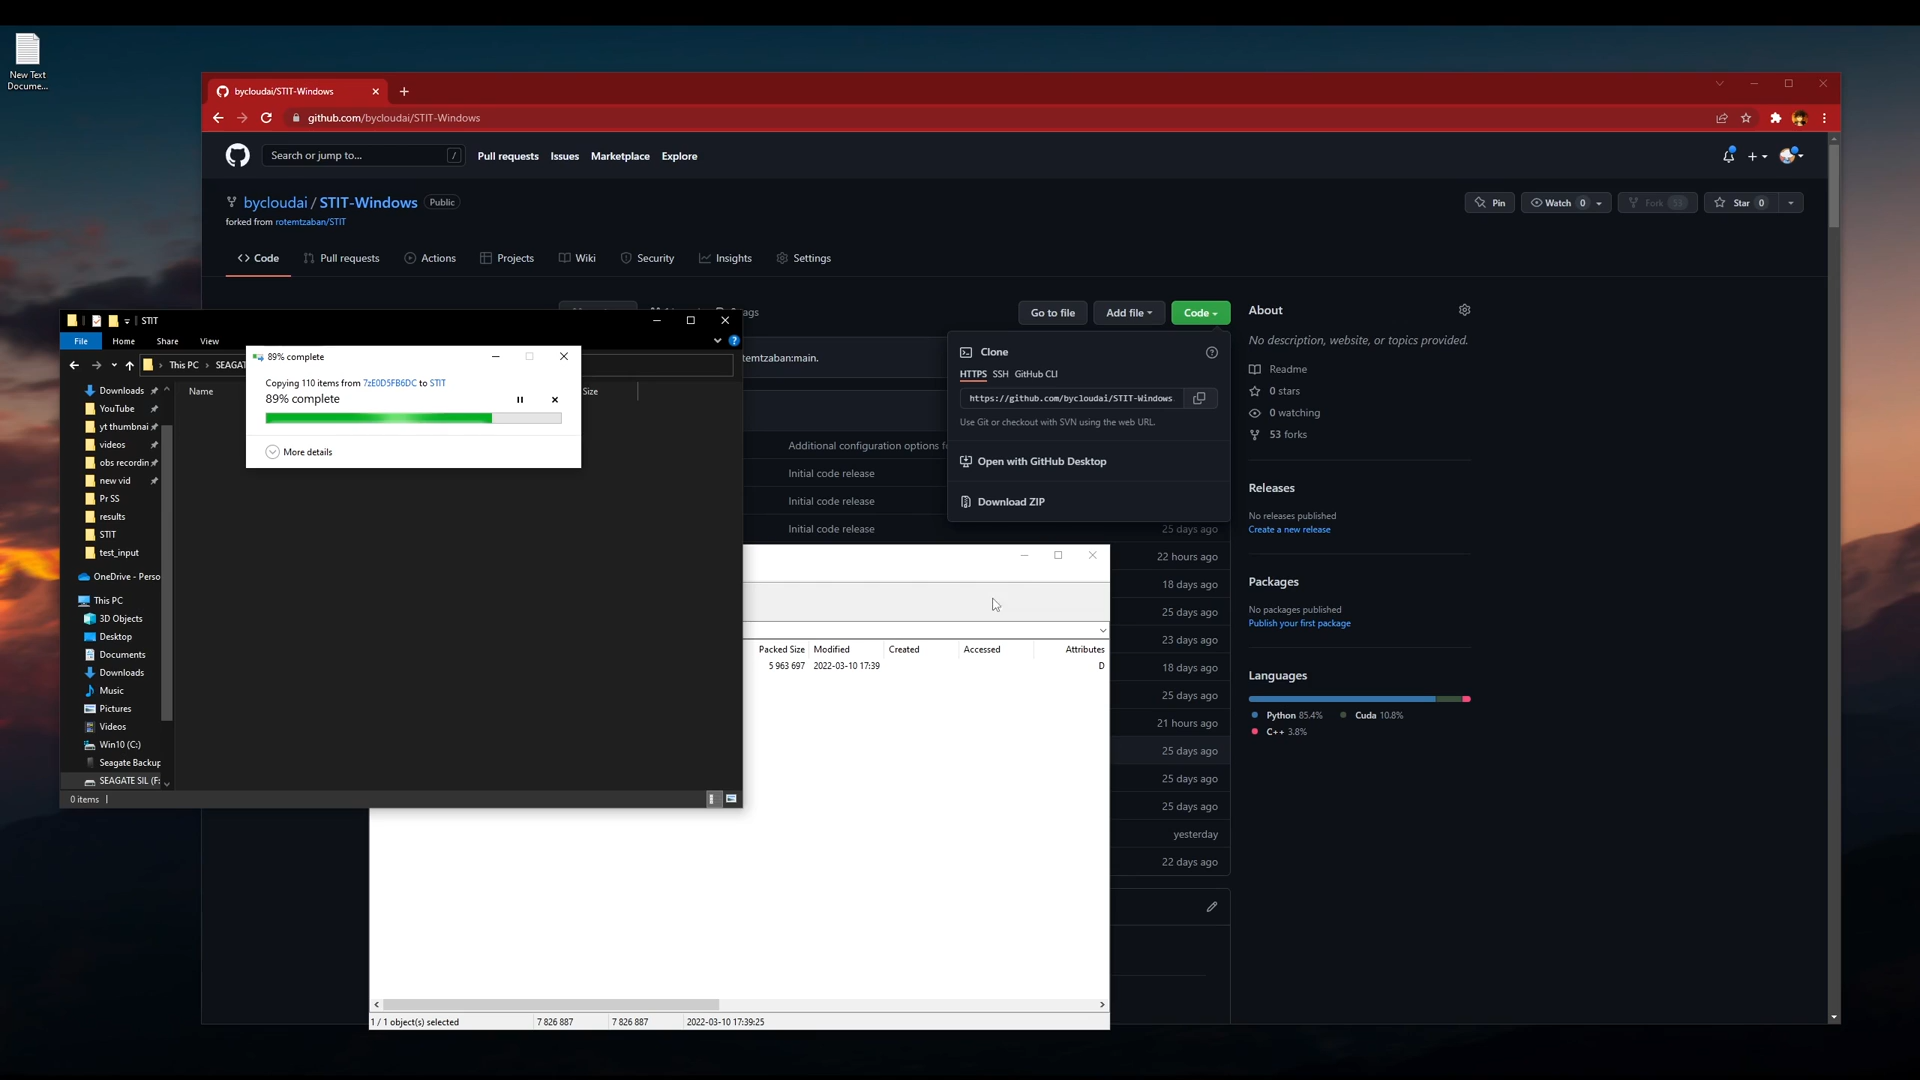 New Text
Docume...
bycloudai/STIT-Windows
github.com/bycloudai/STIT-Windows
Search or jump to... /
Pull requests Issues Marketplace Explore
bycloudai / STIT-Windows Public
forked from rotemtzaban/STIT
Pin Watch 0 Fork 53 Star 0
Code Pull requests Actions Projects Wiki Security Insights Settings
Go to file Add file Code
temtzaban:main.
Additional configuration options f
Initial code release
Initial code release
Initial code release
25 days ago
22 hours ago
18 days ago
25 days ago
23 days ago
18 days ago
25 days ago
21 hours ago
25 days ago
25 days ago
25 days ago
yesterday
22 days ago
Clone
HTTPS SSH GitHub CLI
https://github.com/bycloudai/STIT-Windows
Use Git or checkout with SVN using the web URL.
Open with GitHub Desktop
Download ZIP
About
No description, website, or topics provided.
Readme
0 stars
0 watching
53 forks
Releases
No releases published
Create a new release
Packages
No packages published
Publish your first package
Languages
Python 85.4% Cuda 10.8%
C++ 3.8%
STIT
File Home Share View
This PC SEAGAT
Name Size
Downloads
YouTube
yt thumbnai
videos
obs recordin
new vid
Pr SS
results
STIT
test_input
OneDrive - Perso
This PC
3D Objects
Desktop
Documents
Downloads
Music
Pictures
Videos
Win10 (C:)
Seagate Backup
SEAGATE SIL (F:
0 items
89% complete
Copying 110 items from 7zE0D5FB6DC to STIT
89% complete
More details
Packed Size Modified Created Accessed Attributes
5 963 697 2022-03-10 17:39 D
1 / 1 object(s) selected 7 826 887 7 826 887 2022-03-10 17:39:25